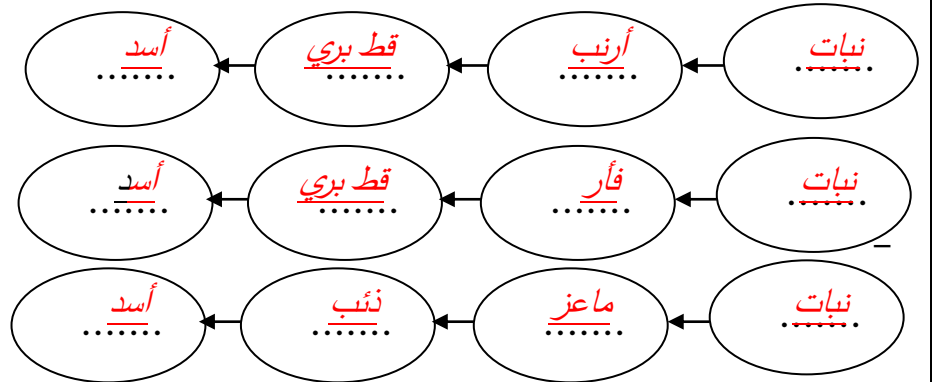 نبات أرنب قط بري أسد
نبات فأر قط بري أسد
نبات ماعز ذئب أسد